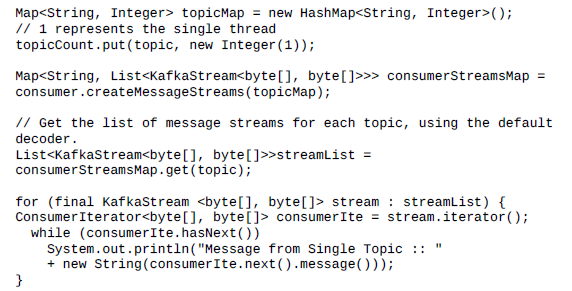 Map<String, Integer> topicMap = new HashMap<String, Integer>();
// 1 represents the single thread
topicCount.put(topic, new Integer(1));

Map<String, List<KafkaStream<byte[], byte[]>>> consumerStreamsMap =
consumer.createMessageStreams(topicMap);

// Get the list of message streams for each topic, using the default
decoder.
List<KafkaStream<byte[], byte[]>>streamList =
consumerStreamsMap.get(topic);

for (final KafkaStream <byte[], byte[]> stream : streamList) {
ConsumerIterator<byte[], byte[]> consumerIte = stream.iterator();
  while (consumerIte.hasNext())
    System.out.println("Message from Single Topic :: "
    + new String(consumerIte.next().message()));
}